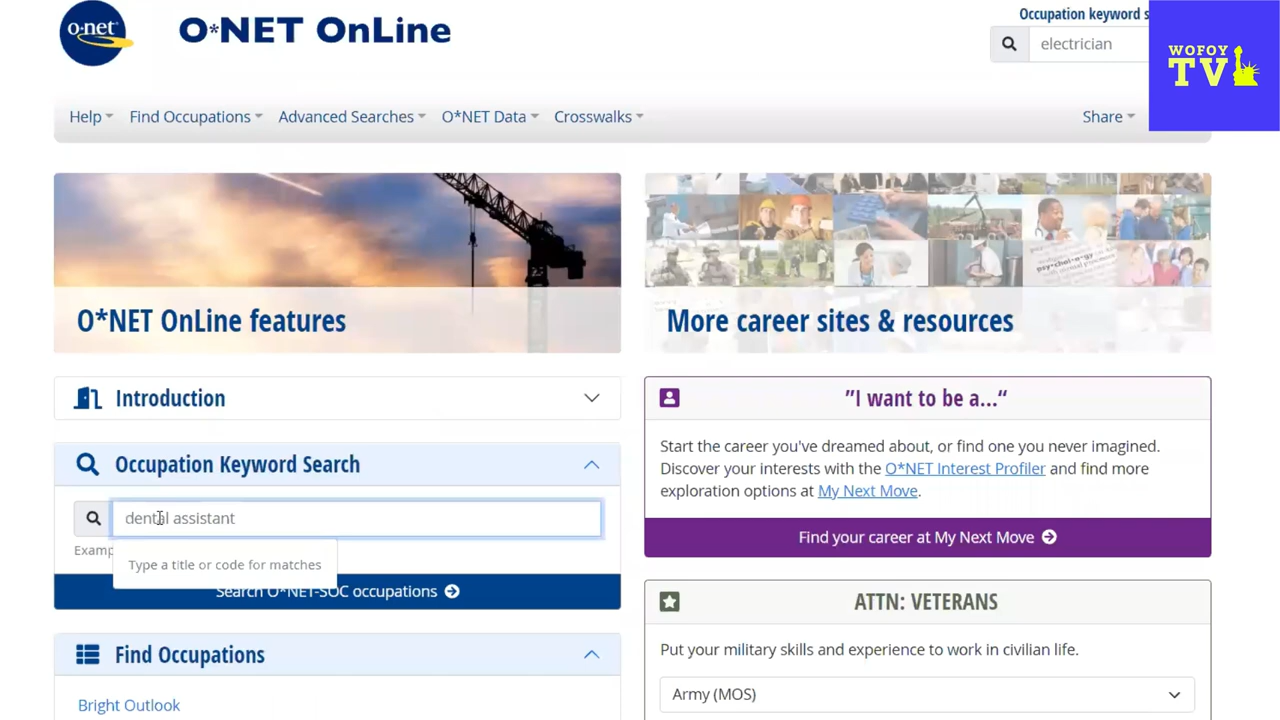 o·net
O*NET OnLine
Occupation keyword s
electrician
WOFOY
TV
Help
Find Occupations
Advanced Searches
O*NET Data
Crosswalks
Share
O*NET OnLine features
More career sites & resources
Introduction
Occupation Keyword Search
dental assistant
Examp
Type a title or code for matches
Search O*NET-SOC occupations
Find Occupations
Bright Outlook
"I want to be a...“
Start the career you've dreamed about, or find one you never imagined.
Discover your interests with the O*NET Interest Profiler and find more
exploration options at My Next Move.
Find your career at My Next Move
ATTN: VETERANS
Put your military skills and experience to work in civilian life.
Army (MOS)